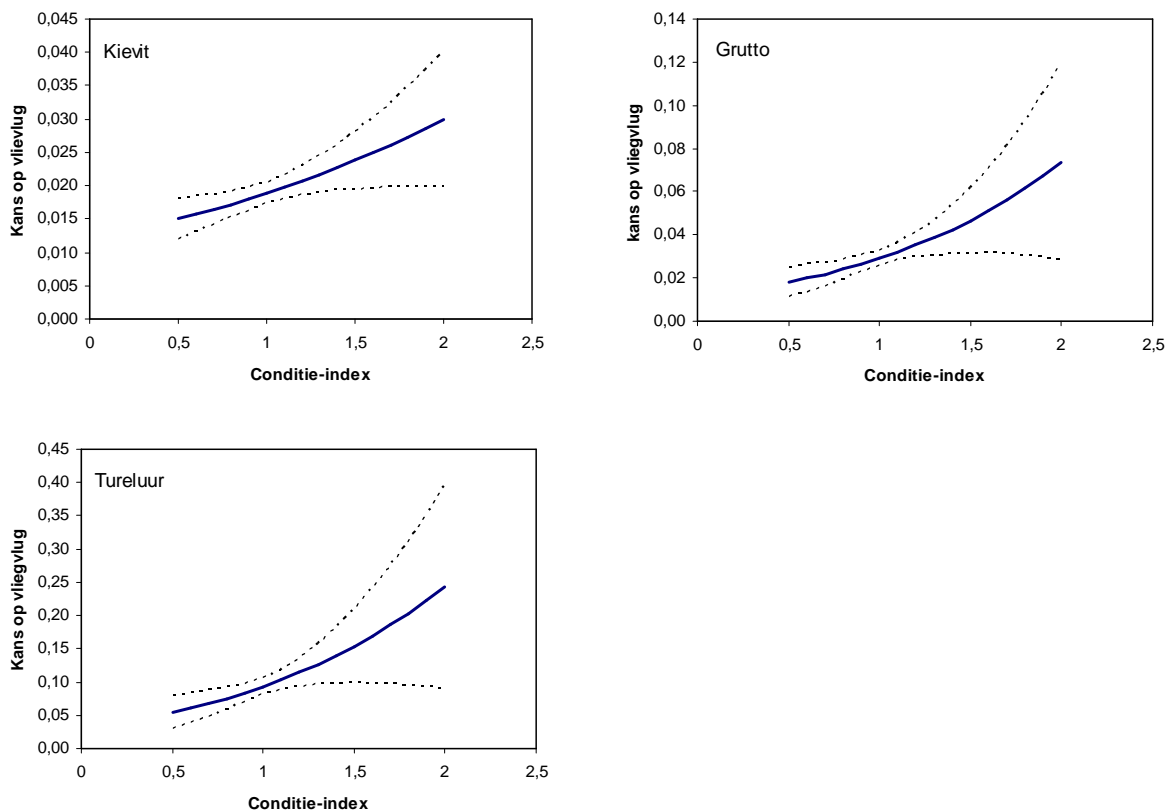 Kievit
Kans op vlievlug
0,045
0,040
0,035
0,030
0,025
0,020
0,015
0,010
0,005
0,000
0 0,5 1 1,5 2 2,5
Conditie-index
Grutto
kans op vliegvlug
0,14
0,12
0,10
0,08
0,06
0,04
0,02
0,00
0 0,5 1 1,5 2 2,5
Conditie-index
Tureluur
Kans op vliegvlug
0,45
0,40
0,35
0,30
0,25
0,20
0,15
0,10
0,05
0,00
0 0,5 1 1,5 2 2,5
Conditie-index